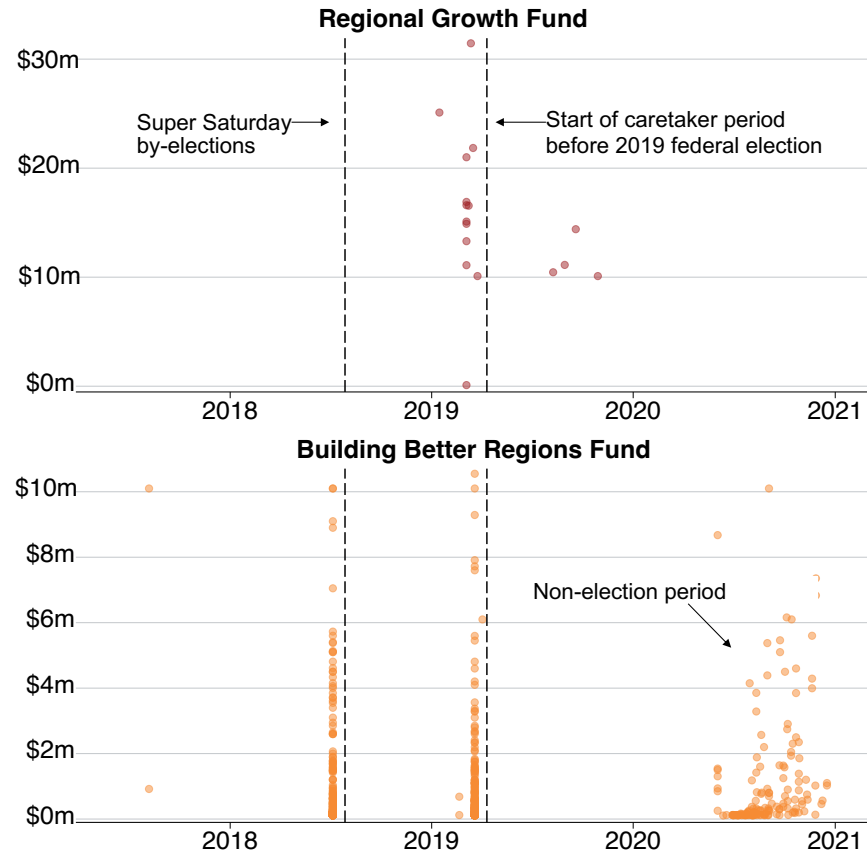 Regional Growth Fund
$30m
Super Saturday
by-elections
Start of caretaker period
before 2019 federal election
$20m
$10m
$0m
2018 2019 2020 2021
Building Better Regions Fund
$10m
$8m
Non-election period
$6m
$4m
$2m
$0m
2018 2019 2020 2021